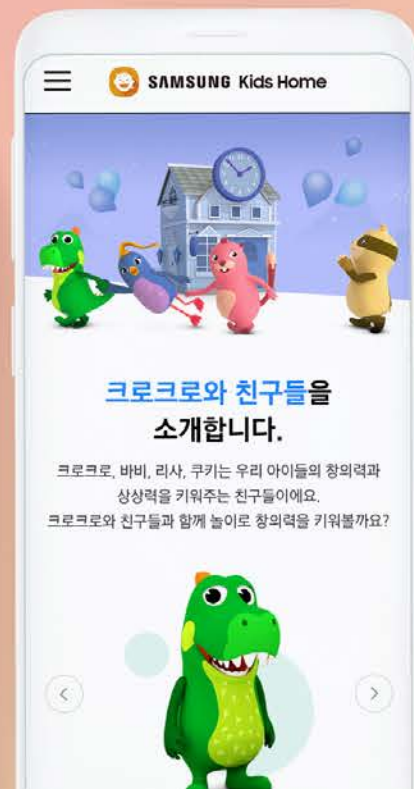 SAMSUNG Kids Home
크로크로와 친구들을
소개합니다.
크로크로, 바비, 리사, 쿠키는 우리 아이들의 창의력과
상상력을 키워주는 친구들이에요.
크로크로와 친구들과 함께 놀이로 창의력을 키워볼까요?